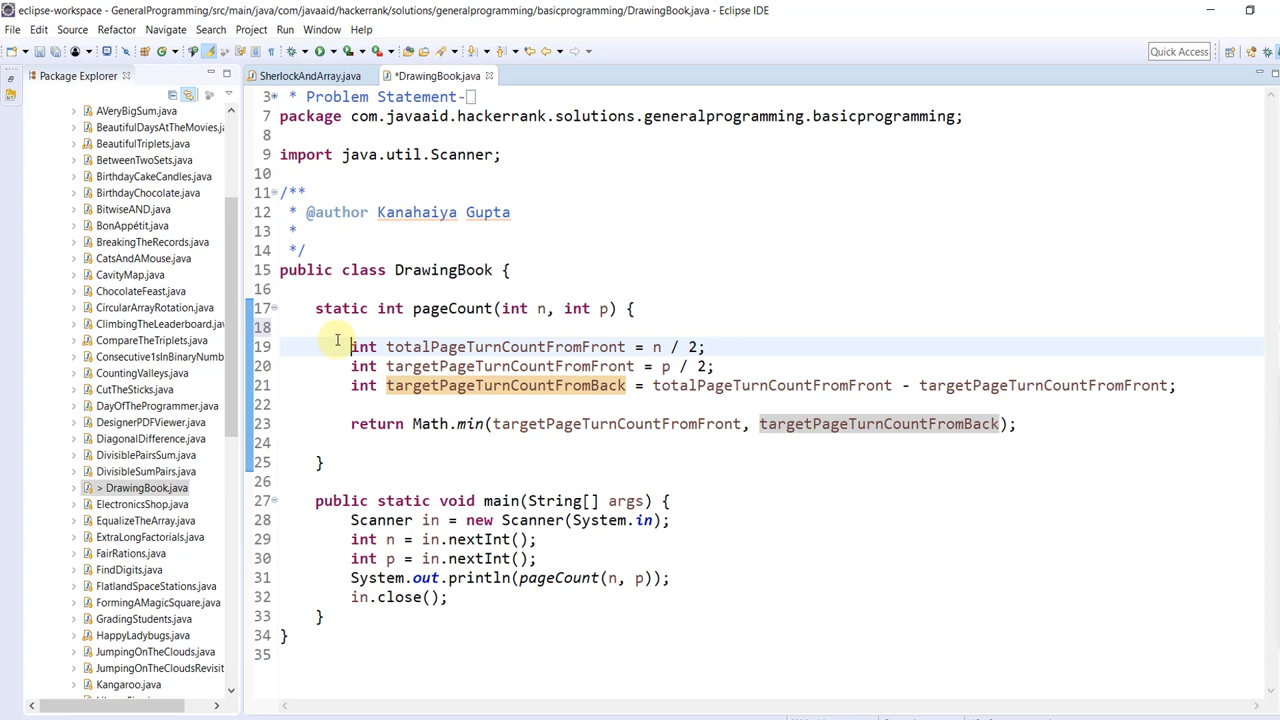 eclipse-workspace - GeneralProgramming/src/main/java/com/javaaid/hackerrank/solutions/generalprogramming/basicprogramming/DrawingBook.java - Eclipse IDE
File Edit Source Refactor Navigate Search Project Run Window Help
Quick Access
Package Explorer
SherlockAndArray.java
*DrawingBook.java
AVeryBigSum.java
BeautifulDaysAtTheMovies.ja
BeautifulTriplets.java
BetweenTwoSets.java
BirthdayCakeCandles.java
BirthdayChocolate.java
BitwiseAND.java
BonAppétit.java
BreakingTheRecords.java
CatsAndAMouse.java
CavityMap.java
ChocolateFeast.java
CircularArrayRotation.java
ClimbingTheLeaderboard.jav
CompareTheTriplets.java
Consecutive1sInBinaryNumb
CountingValleys.java
CutTheSticks.java
DayOfTheProgrammer.java
DesignerPDFViewer.java
DiagonalDifference.java
DivisiblePairsSum.java
DivisibleSumPairs.java
> DrawingBook.java
ElectronicsShop.java
EqualizeTheArray.java
ExtraLongFactorials.java
FairRations.java
FindDigits.java
FlatlandSpaceStations.java
FormingAMagicSquare.java
GradingStudents.java
HappyLadybugs.java
JumpingOnTheClouds.java
JumpingOnTheCloudsRevisit
Kangaroo.java
3 * Problem Statement-
7 package com.javaaid.hackerrank.solutions.generalprogramming.basicprogramming;
8
9 import java.util.Scanner;
10
11 /**
12 * @author Kanahaiya Gupta
13 *
14 */
15 public class DrawingBook {
16
17 static int pageCount(int n, int p) {
18
19 int totalPageTurnCountFromFront = n / 2;
20 int targetPageTurnCountFromFront = p / 2;
21 int targetPageTurnCountFromBack = totalPageTurnCountFromFront - targetPageTurnCountFromFront;
22
23 return Math.min(targetPageTurnCountFromFront, targetPageTurnCountFromBack);
24
25 }
26
27 public static void main(String[] args) {
28 Scanner in = new Scanner(System.in);
29 int n = in.nextInt();
30 int p = in.nextInt();
31 System.out.println(pageCount(n, p));
32 in.close();
33 }
34 }
35